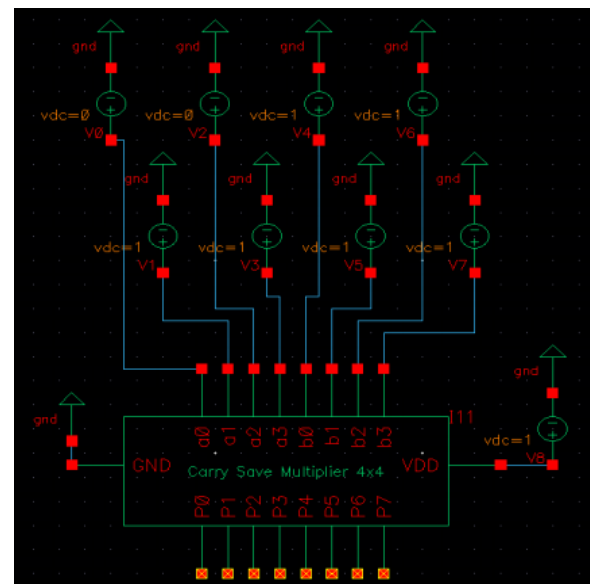 gnd gnd gnd gnd
vdc=0 vdc=0 vdc=1 vdc=1
V0 V2 V4 V6
gnd gnd gnd gnd
vdc=1 vdc=1 vdc=1 vdc=1
V1 V3 V5 V7
gnd
gnd
a0 a1 a2 a3 b0 b1 b2 b3
I11
vdc=1
V8
GND Carry Save Multiplier 4x4 VDD
P0 P1 P2 P3 P4 P5 P6 P7